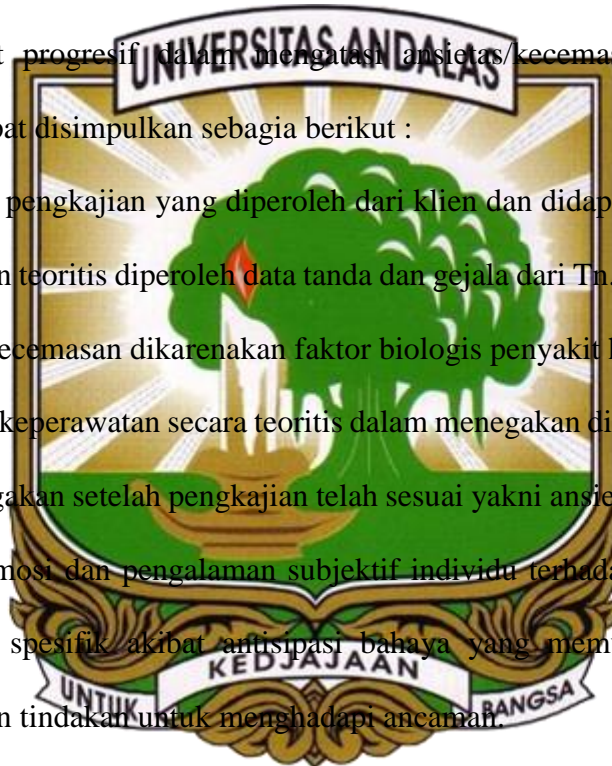 UNIVERSITAS ANDALAS
t progresif dalam mengatasi ansietas/kecemas
pat disimpulkan sebagia berikut :
pengkajian yang diperoleh dari klien dan didap
n teoritis diperoleh data tanda dan gejala dari Tn.
ecemasan dikarenakan faktor biologis penyakit
keperawatan secara teoritis dalam menegakan di
gakan setelah pengkajian telah sesuai yakni ansie
mosi dan pengalaman subjektif individu terhada
spesifik akibat antisipasi bahaya yang mem
KEDJAJAAN
UNTUK BANGSA
n tindakan untuk menghadapi ancaman.